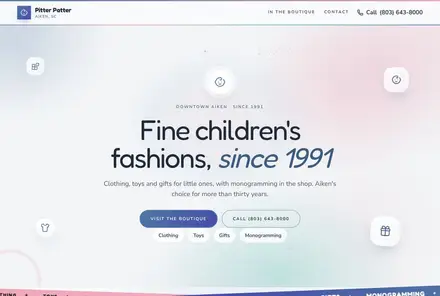 Pitter Patter
AIKEN, SC
IN THE BOUTIQUE
CONTACT
Call (803) 643-8000
DOWNTOWN AIKEN · SINCE 1991
Fine children's
fashions, since 1991
Clothing, toys and gifts for little ones, with monogramming in the shop. Aiken's
choice for more than thirty years.
VISIT THE BOUTIQUE
CALL (803) 643-8000
Clothing
Toys
Gifts
Monogramming
MONOGRAMMING